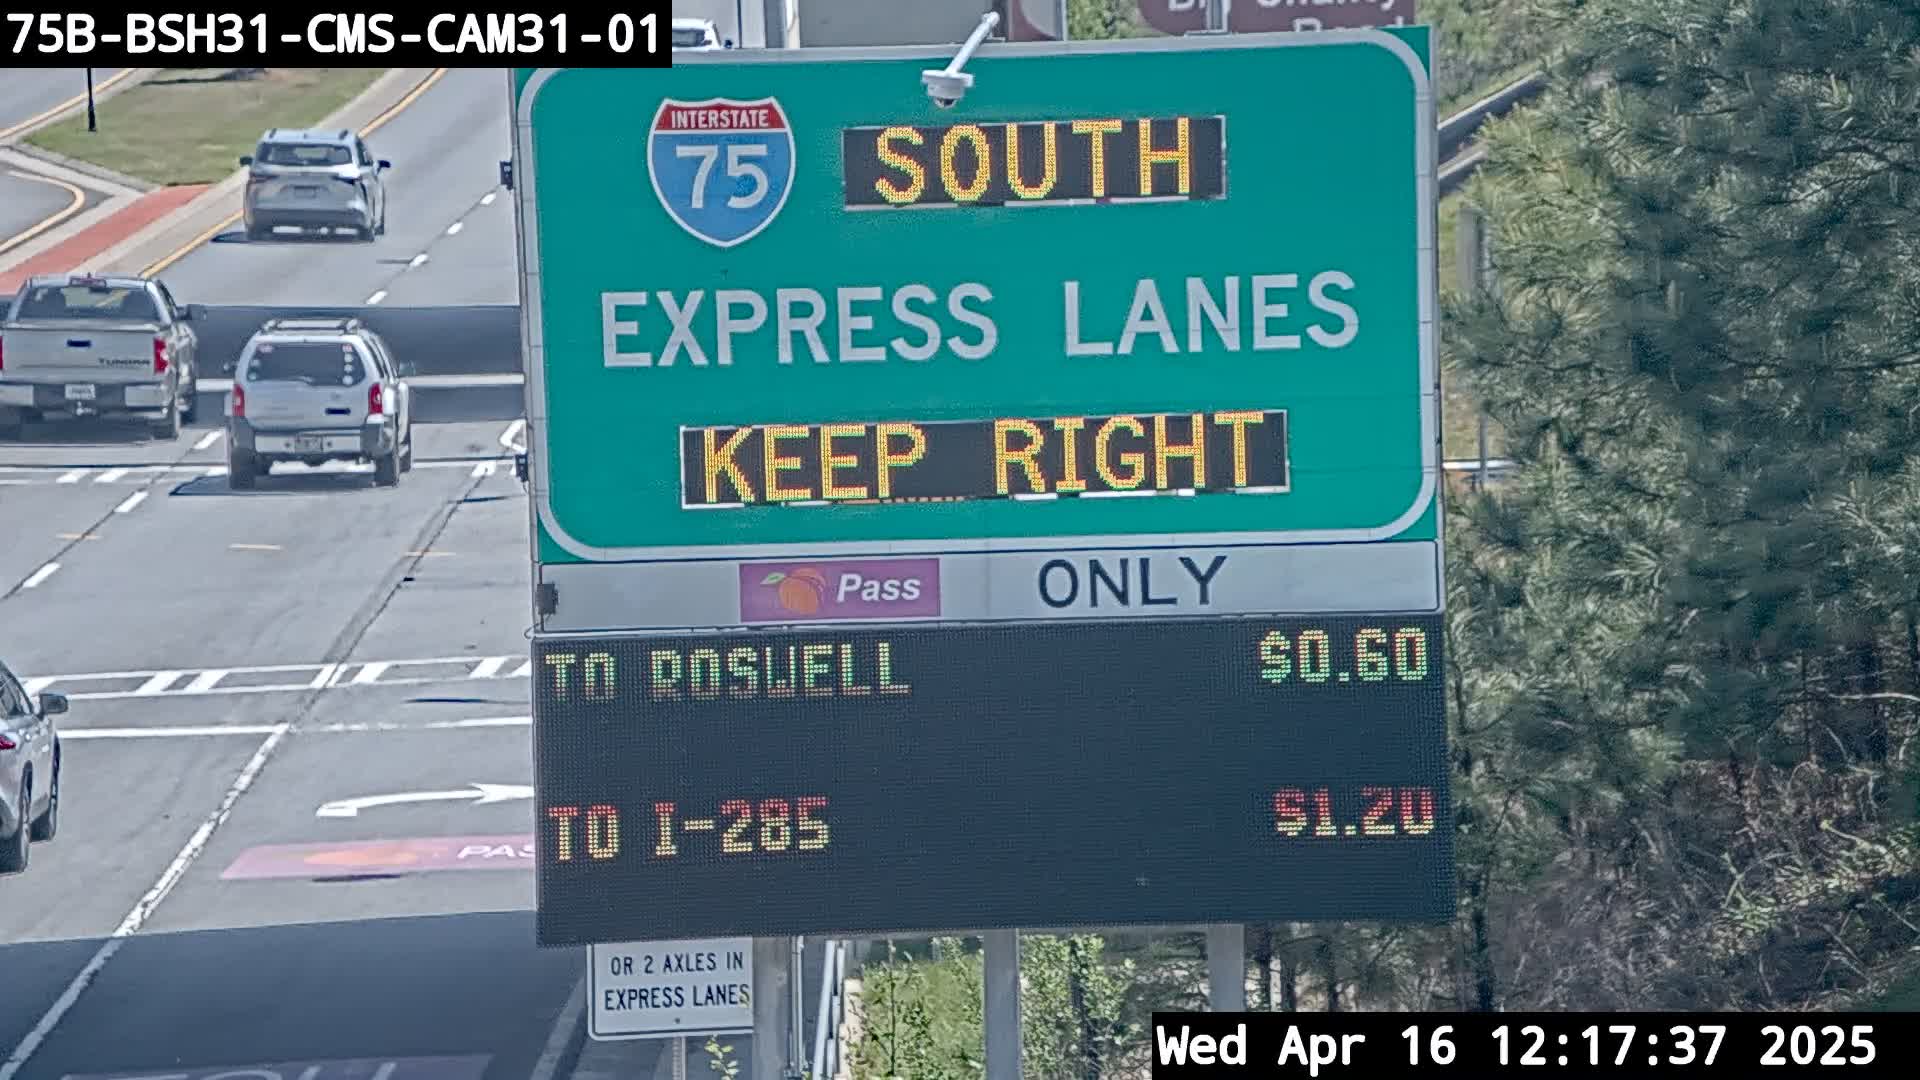 75B-BSH31-CMS-CAM31-01
INTERSTATE
75
SOUTH
EXPRESS LANES
KEEP RIGHT
Pass ONLY
TO ROSWELL $0.60
TO I-285 $1.20
TUNDRA
OR 2 AXLES IN
EXPRESS LANES
Wed Apr 16 12:17:37 2025